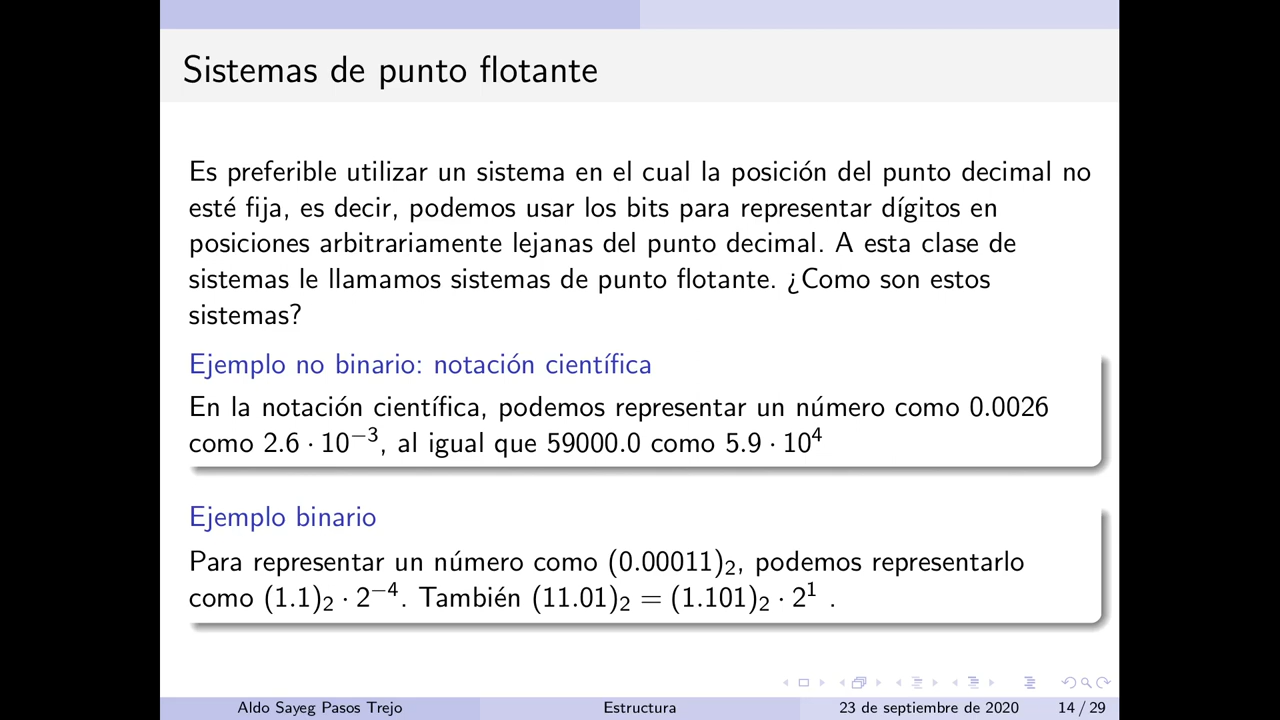 Sistemas de punto flotante
Es preferible utilizar un sistema en el cual la posición del punto decimal no
esté fija, es decir, podemos usar los bits para representar dígitos en
posiciones arbitrariamente lejanas del punto decimal. A esta clase de
sistemas le llamamos sistemas de punto flotante. ¿Como son estos
sistemas?
Ejemplo no binario: notación científica
En la notación científica, podemos representar un número como 0.0026
como 2.6 · 10⁻³, al igual que 59000.0 como 5.9 · 10⁴
Ejemplo binario
Para representar un número como (0.00011)₂, podemos representarlo
como (1.1)₂ · 2⁻⁴. También (11.01)₂ = (1.101)₂ · 2¹ .
Aldo Sayeg Pasos Trejo Estructura 23 de septiembre de 2020 14 / 29